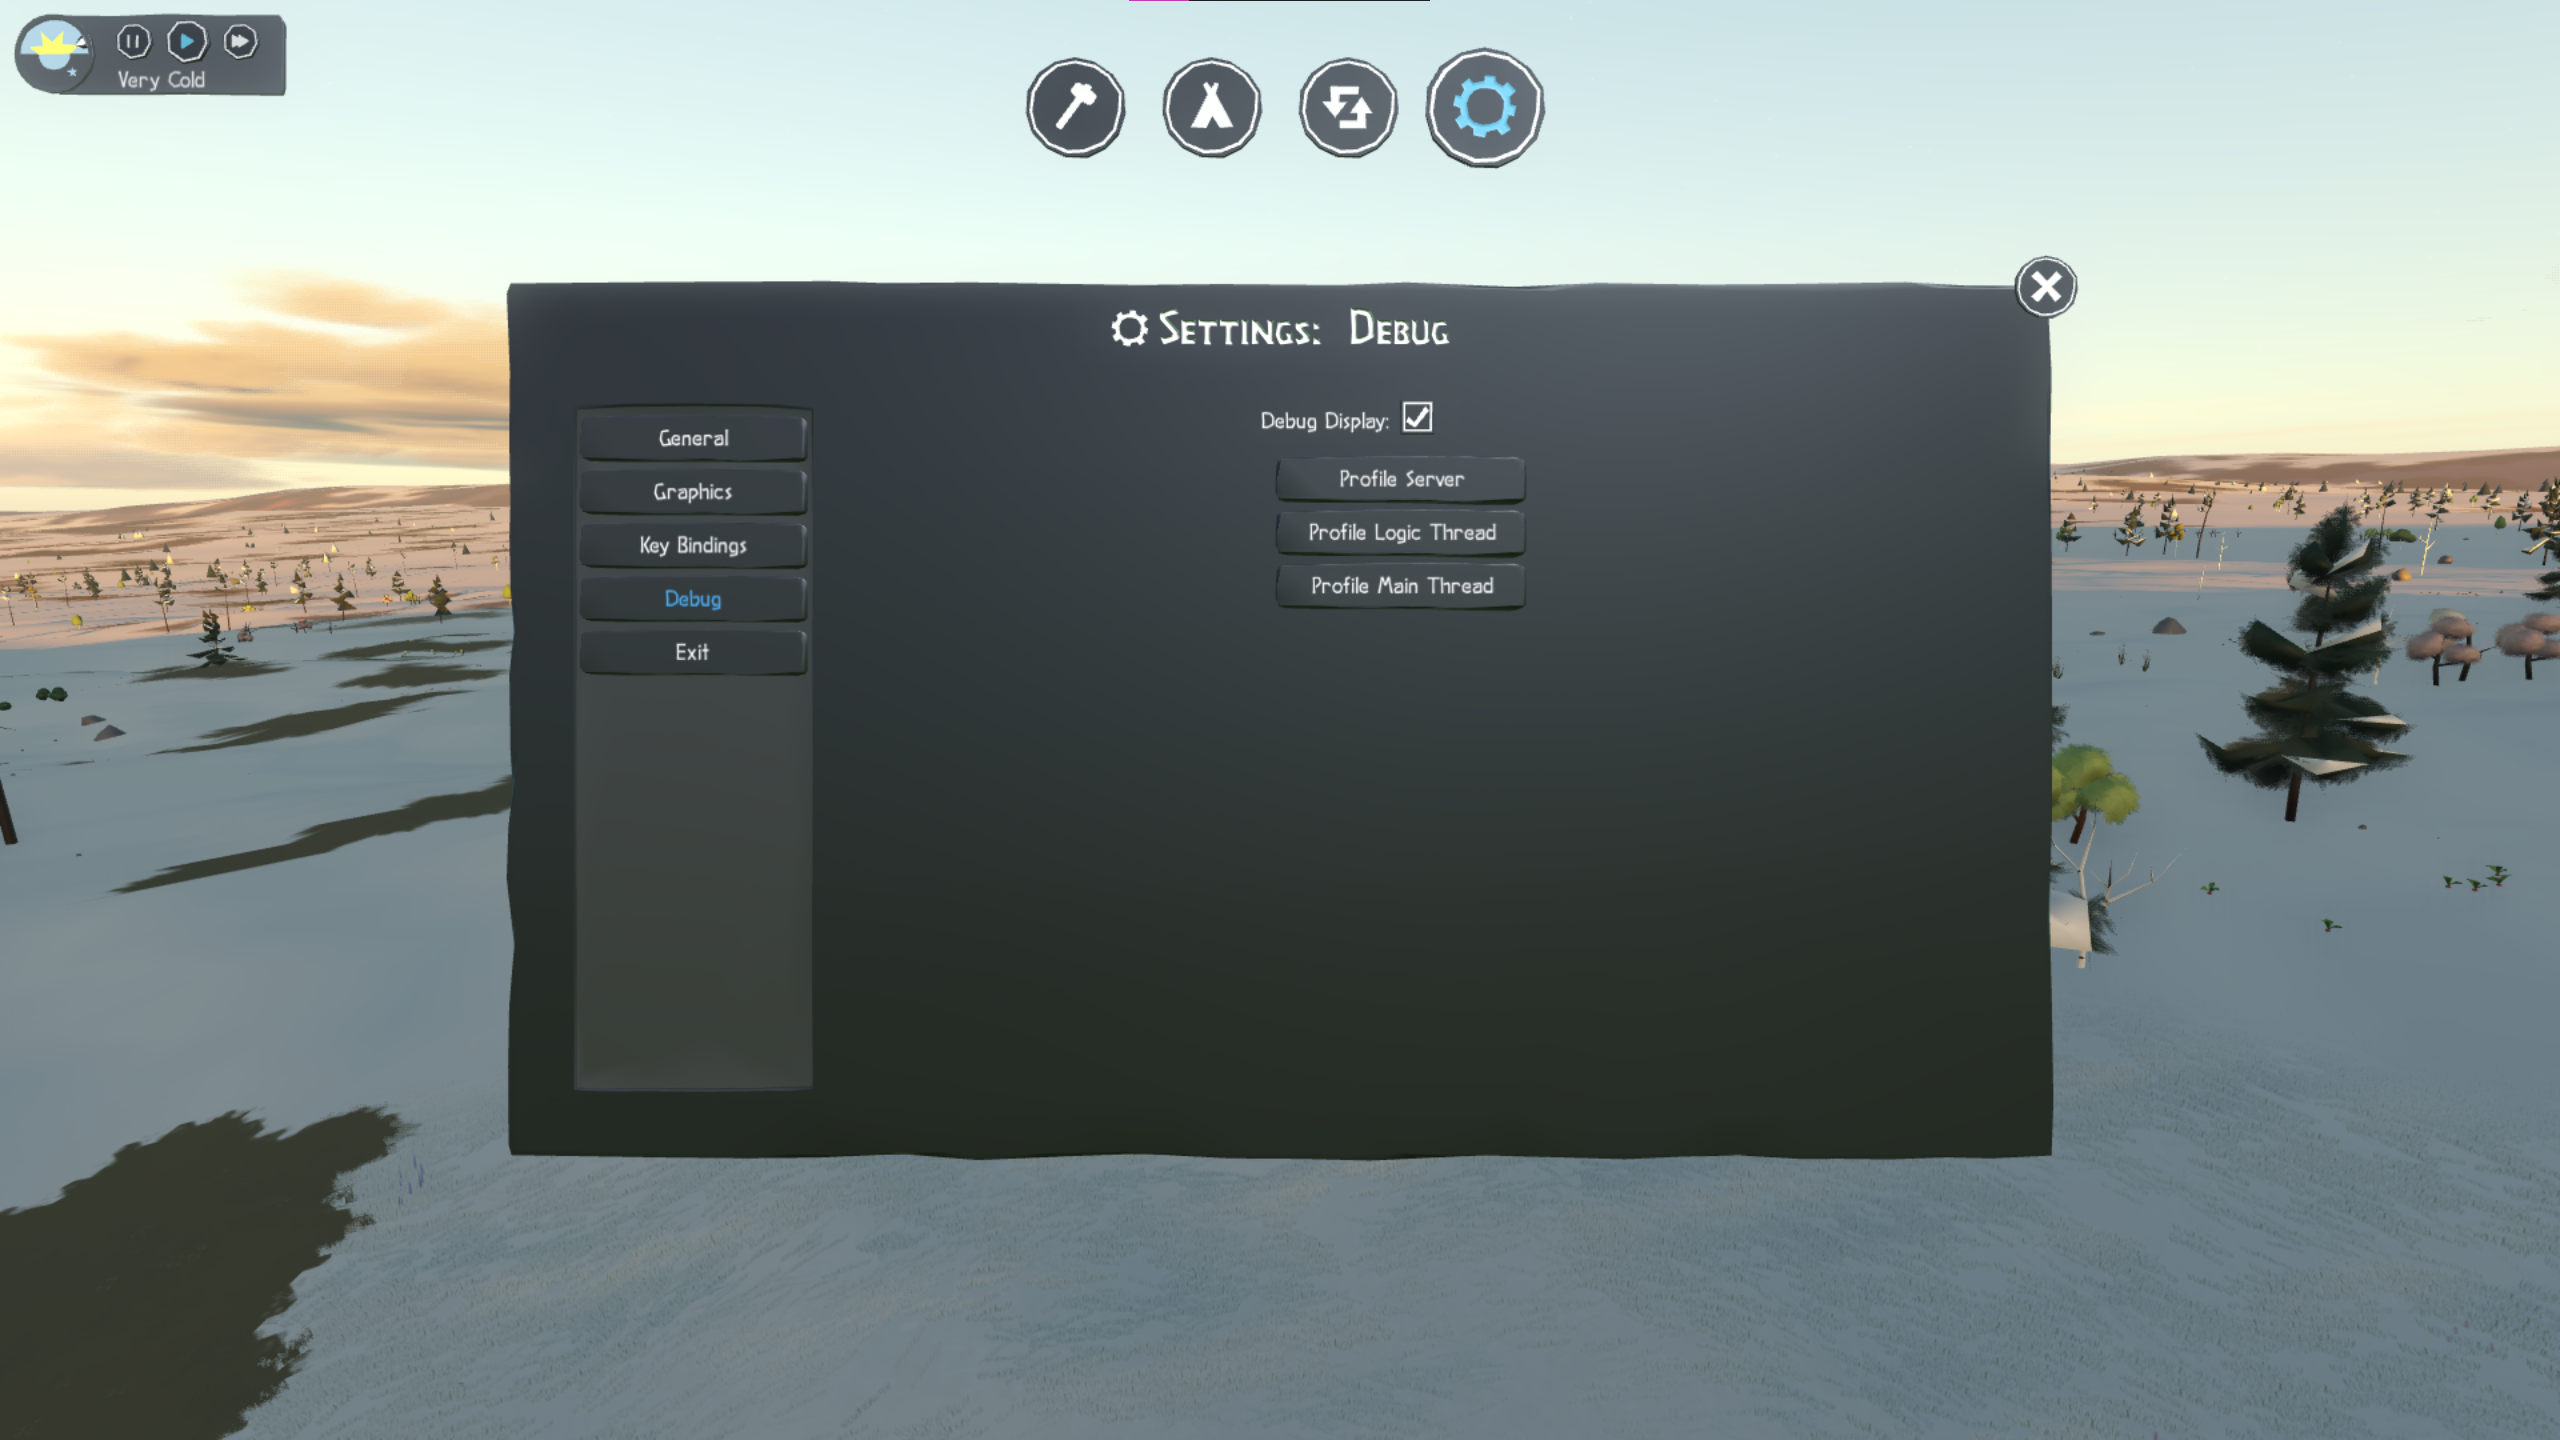 Very Cold
Settings: Debug
General
Graphics
Key Bindings
Debug
Exit
Debug Display:
Profile Server
Profile Logic Thread
Profile Main Thread